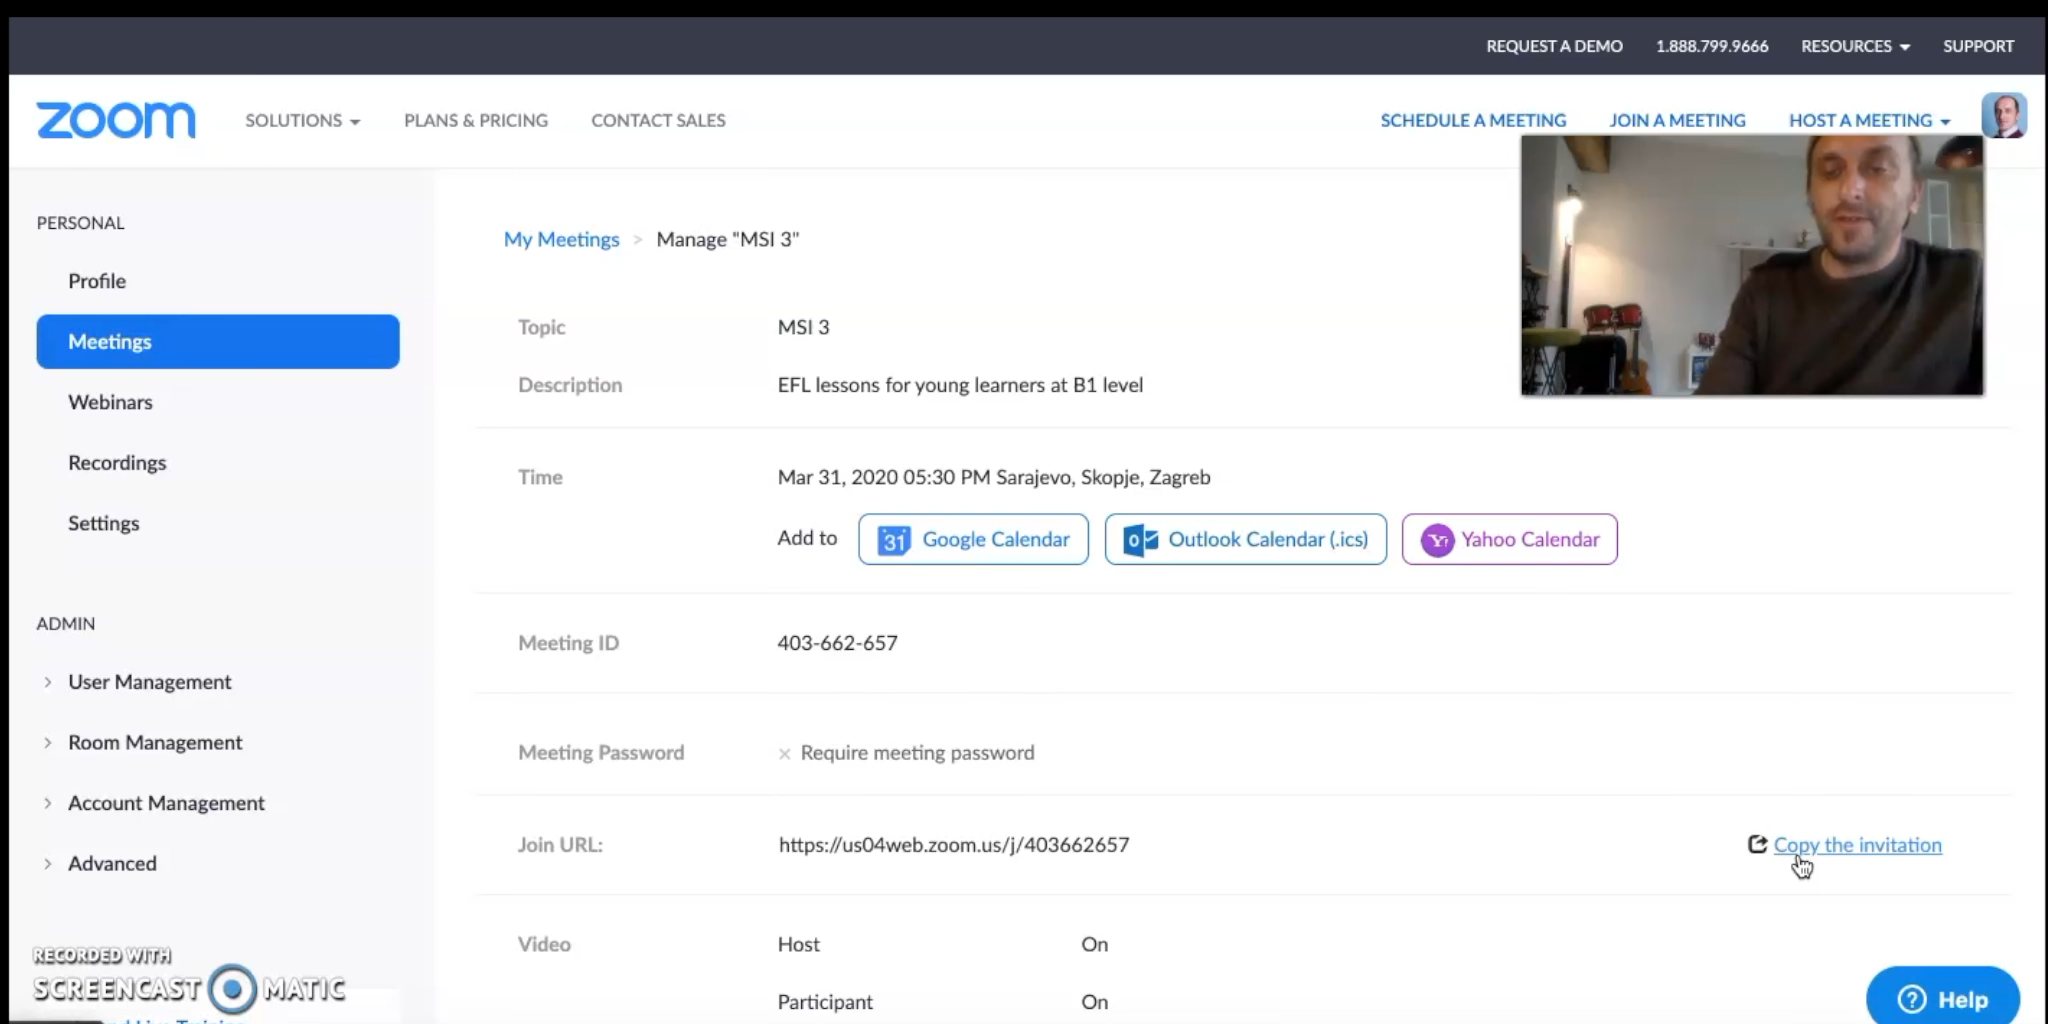 REQUEST A DEMO 1.888.799.9666 RESOURCES SUPPORT
zoom SOLUTIONS PLANS & PRICING CONTACT SALES SCHEDULE A MEETING JOIN A MEETING HOST A MEETING
PERSONAL
Profile
Meetings
Webinars
Recordings
Settings
ADMIN
User Management
Room Management
Account Management
Advanced
My Meetings > Manage "MSI 3"
Topic MSI 3
Description EFL lessons for young learners at B1 level
Time Mar 31, 2020 05:30 PM Sarajevo, Skopje, Zagreb
Add to 31 Google Calendar Outlook Calendar (.ics) Yahoo Calendar
Meeting ID 403-662-657
Meeting Password × Require meeting password
Join URL: https://us04web.zoom.us/j/403662657 Copy the invitation
Video Host On
Participant On
RECORDED WITH
SCREENCAST MATIC
Help